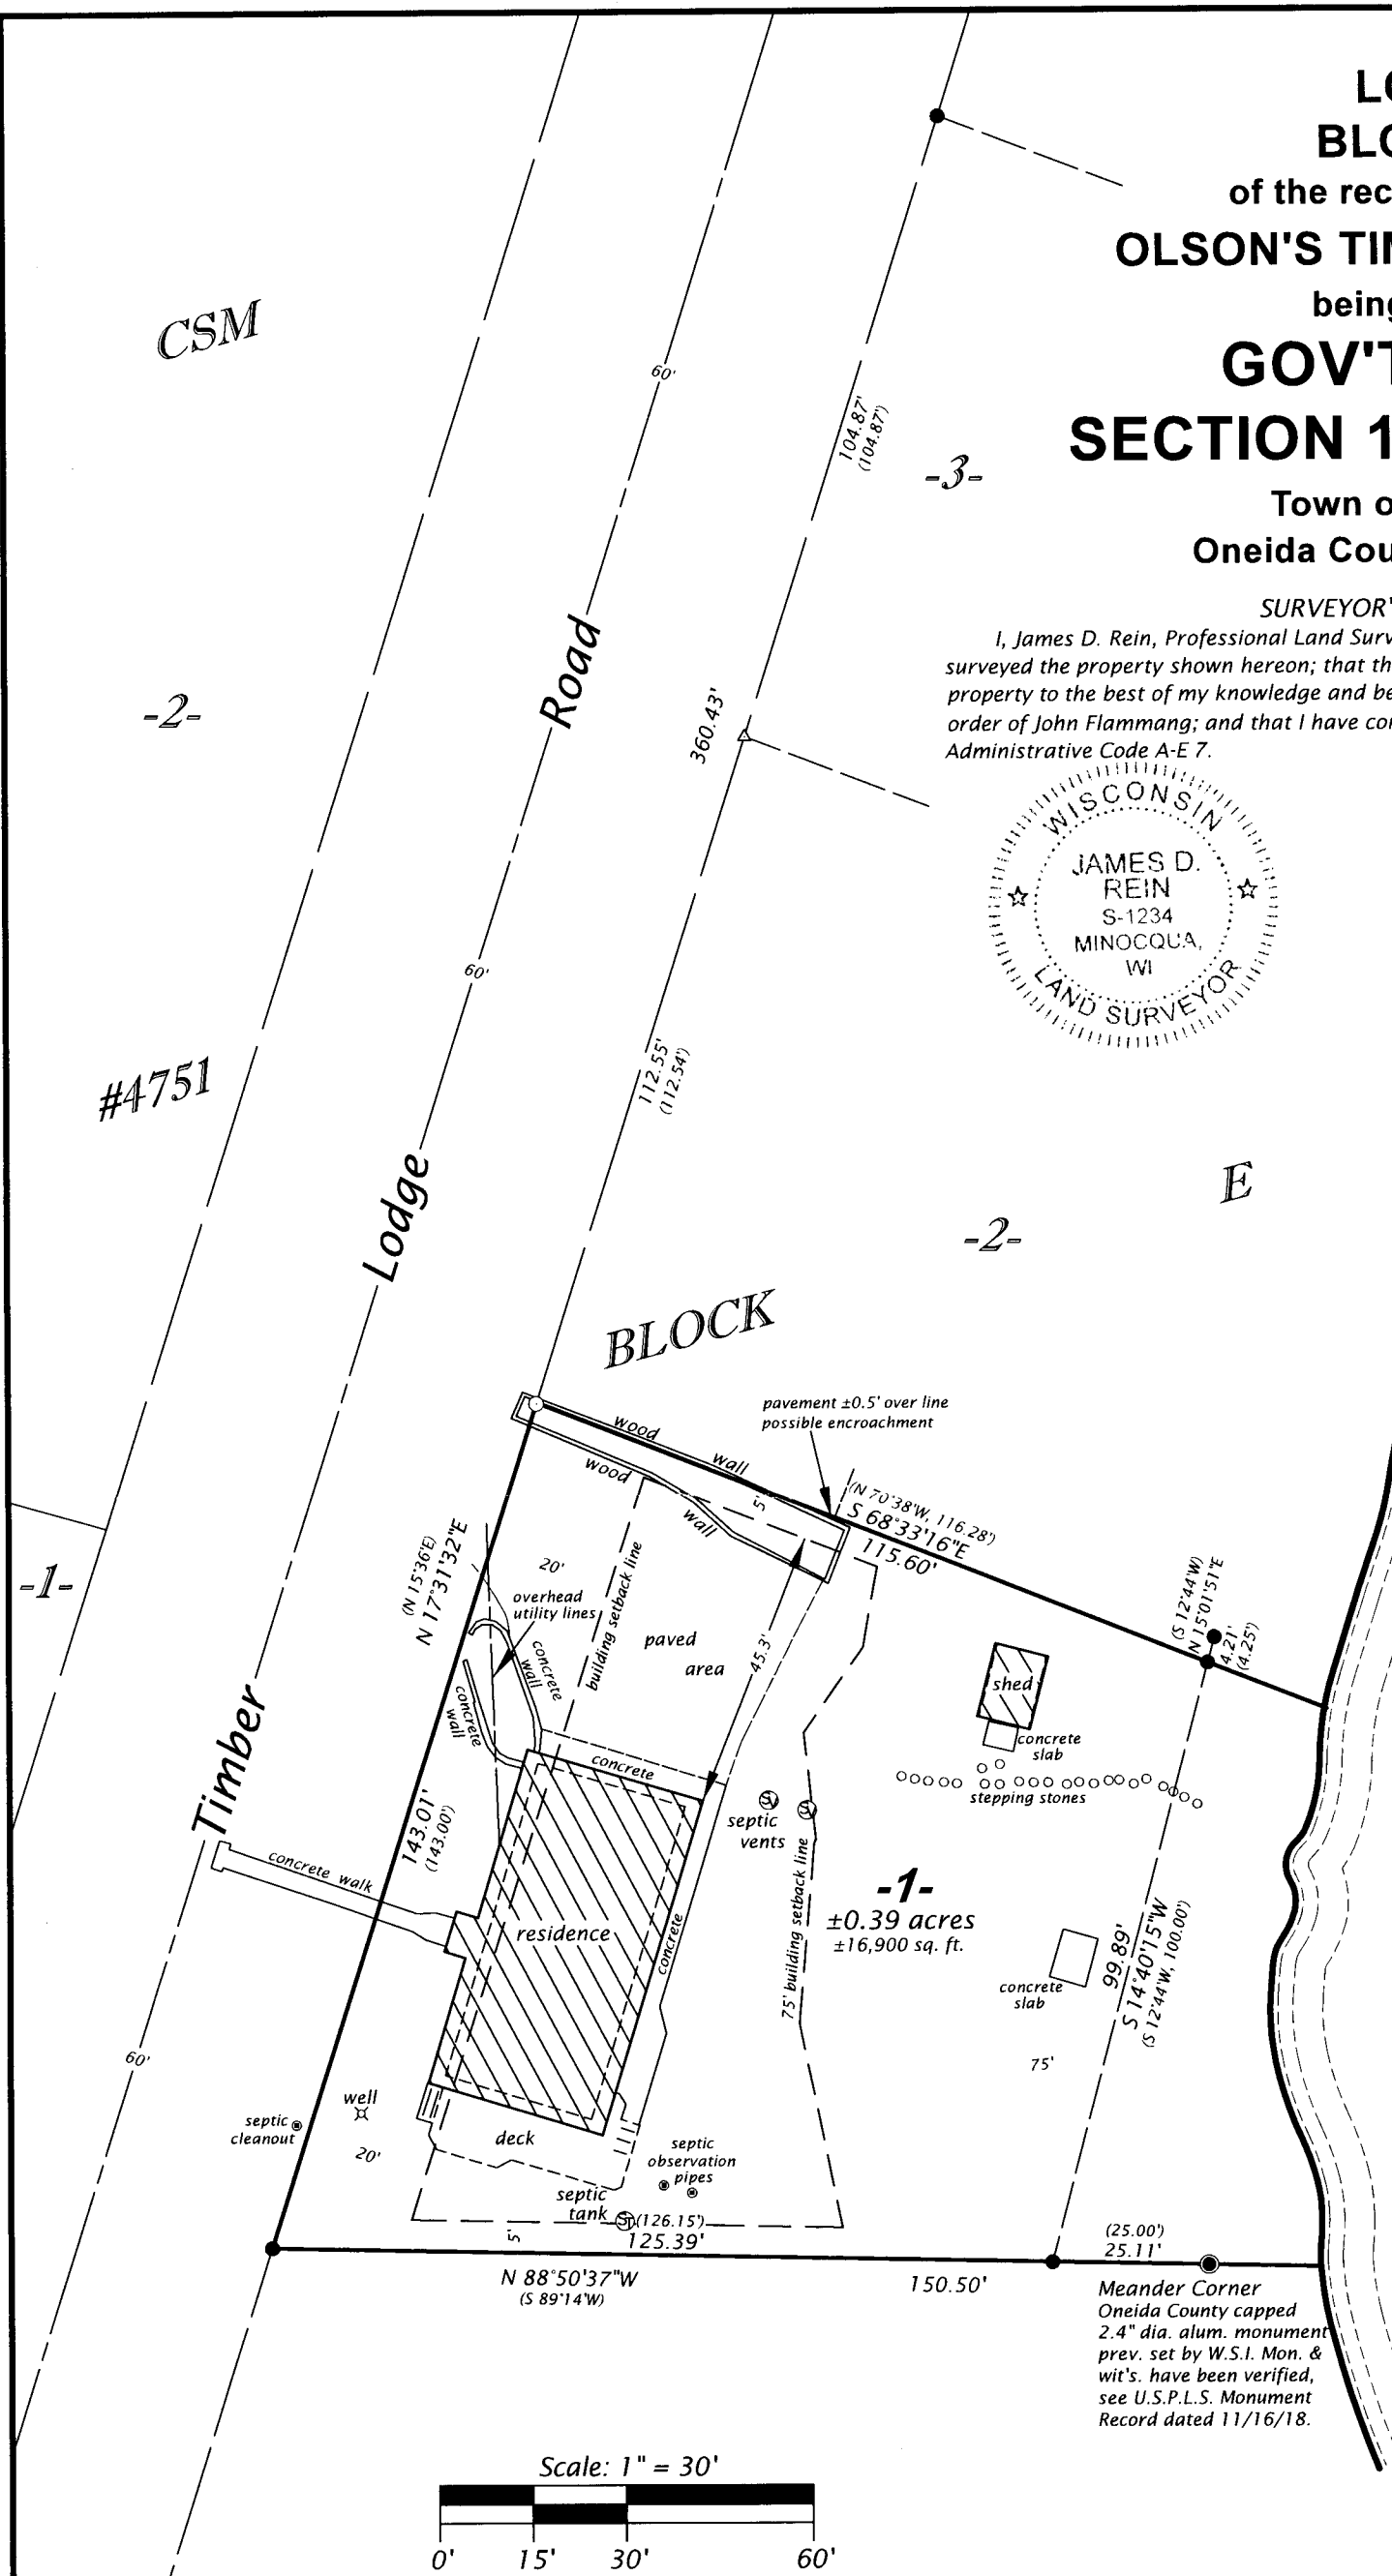 LO
BLO
of the rec
OLSON'S TIM
being
GOV'T
SECTION 1
Town o
Oneida Cou
SURVEYOR'
I, James D. Rein, Professional Land Surv
surveyed the property shown hereon; that th
property to the best of my knowledge and be
order of John Flammang; and that I have co
Administrative Code A-E 7.
WISCONSIN
JAMES D.
REIN
S-1234
MINOCQUA,
WI
LAND SURVEYOR
CSM
60'
104.87'
(104.87')
-3-
-2-
Road
360.43'
60'
#4751
112.55'
(112.54')
Lodge
E
-2-
BLOCK
pavement ±0.5' over line
possible encroachment
wood
wall
wood
wall
5'
(N 70°38'W, 116.28')
S 68°33'16"E
115.60'
-1-
(N 15°36'E)
N 17°31'32"E
20'
overhead
utility lines
building setback line
paved
area
45.3'
(S 12°44'W)
N 15°01'51"E
4.21'
(4.25')
concrete
wall
concrete
wall
shed
concrete
slab
stepping stones
Timber
143.01'
(143.00')
concrete
septic
vents
SV
SV
concrete walk
residence
concrete
75' building setback line
-1-
±0.39 acres
±16,900 sq. ft.
concrete
slab
99.89'
S 14°40'15"W
(S 12°44'W, 100.00')
75'
60'
well
septic
cleanout
20'
deck
septic
observation
pipes
septic
tank
ST
(126.15')
125.39'
5'
N 88°50'37"W
(S 89°14'W)
150.50'
(25.00')
25.11'
Meander Corner
Oneida County capped
2.4" dia. alum. monument
prev. set by W.S.I. Mon. &
wit's. have been verified,
see U.S.P.L.S. Monument
Record dated 11/16/18.
Scale: 1" = 30'
0' 15' 30' 60'